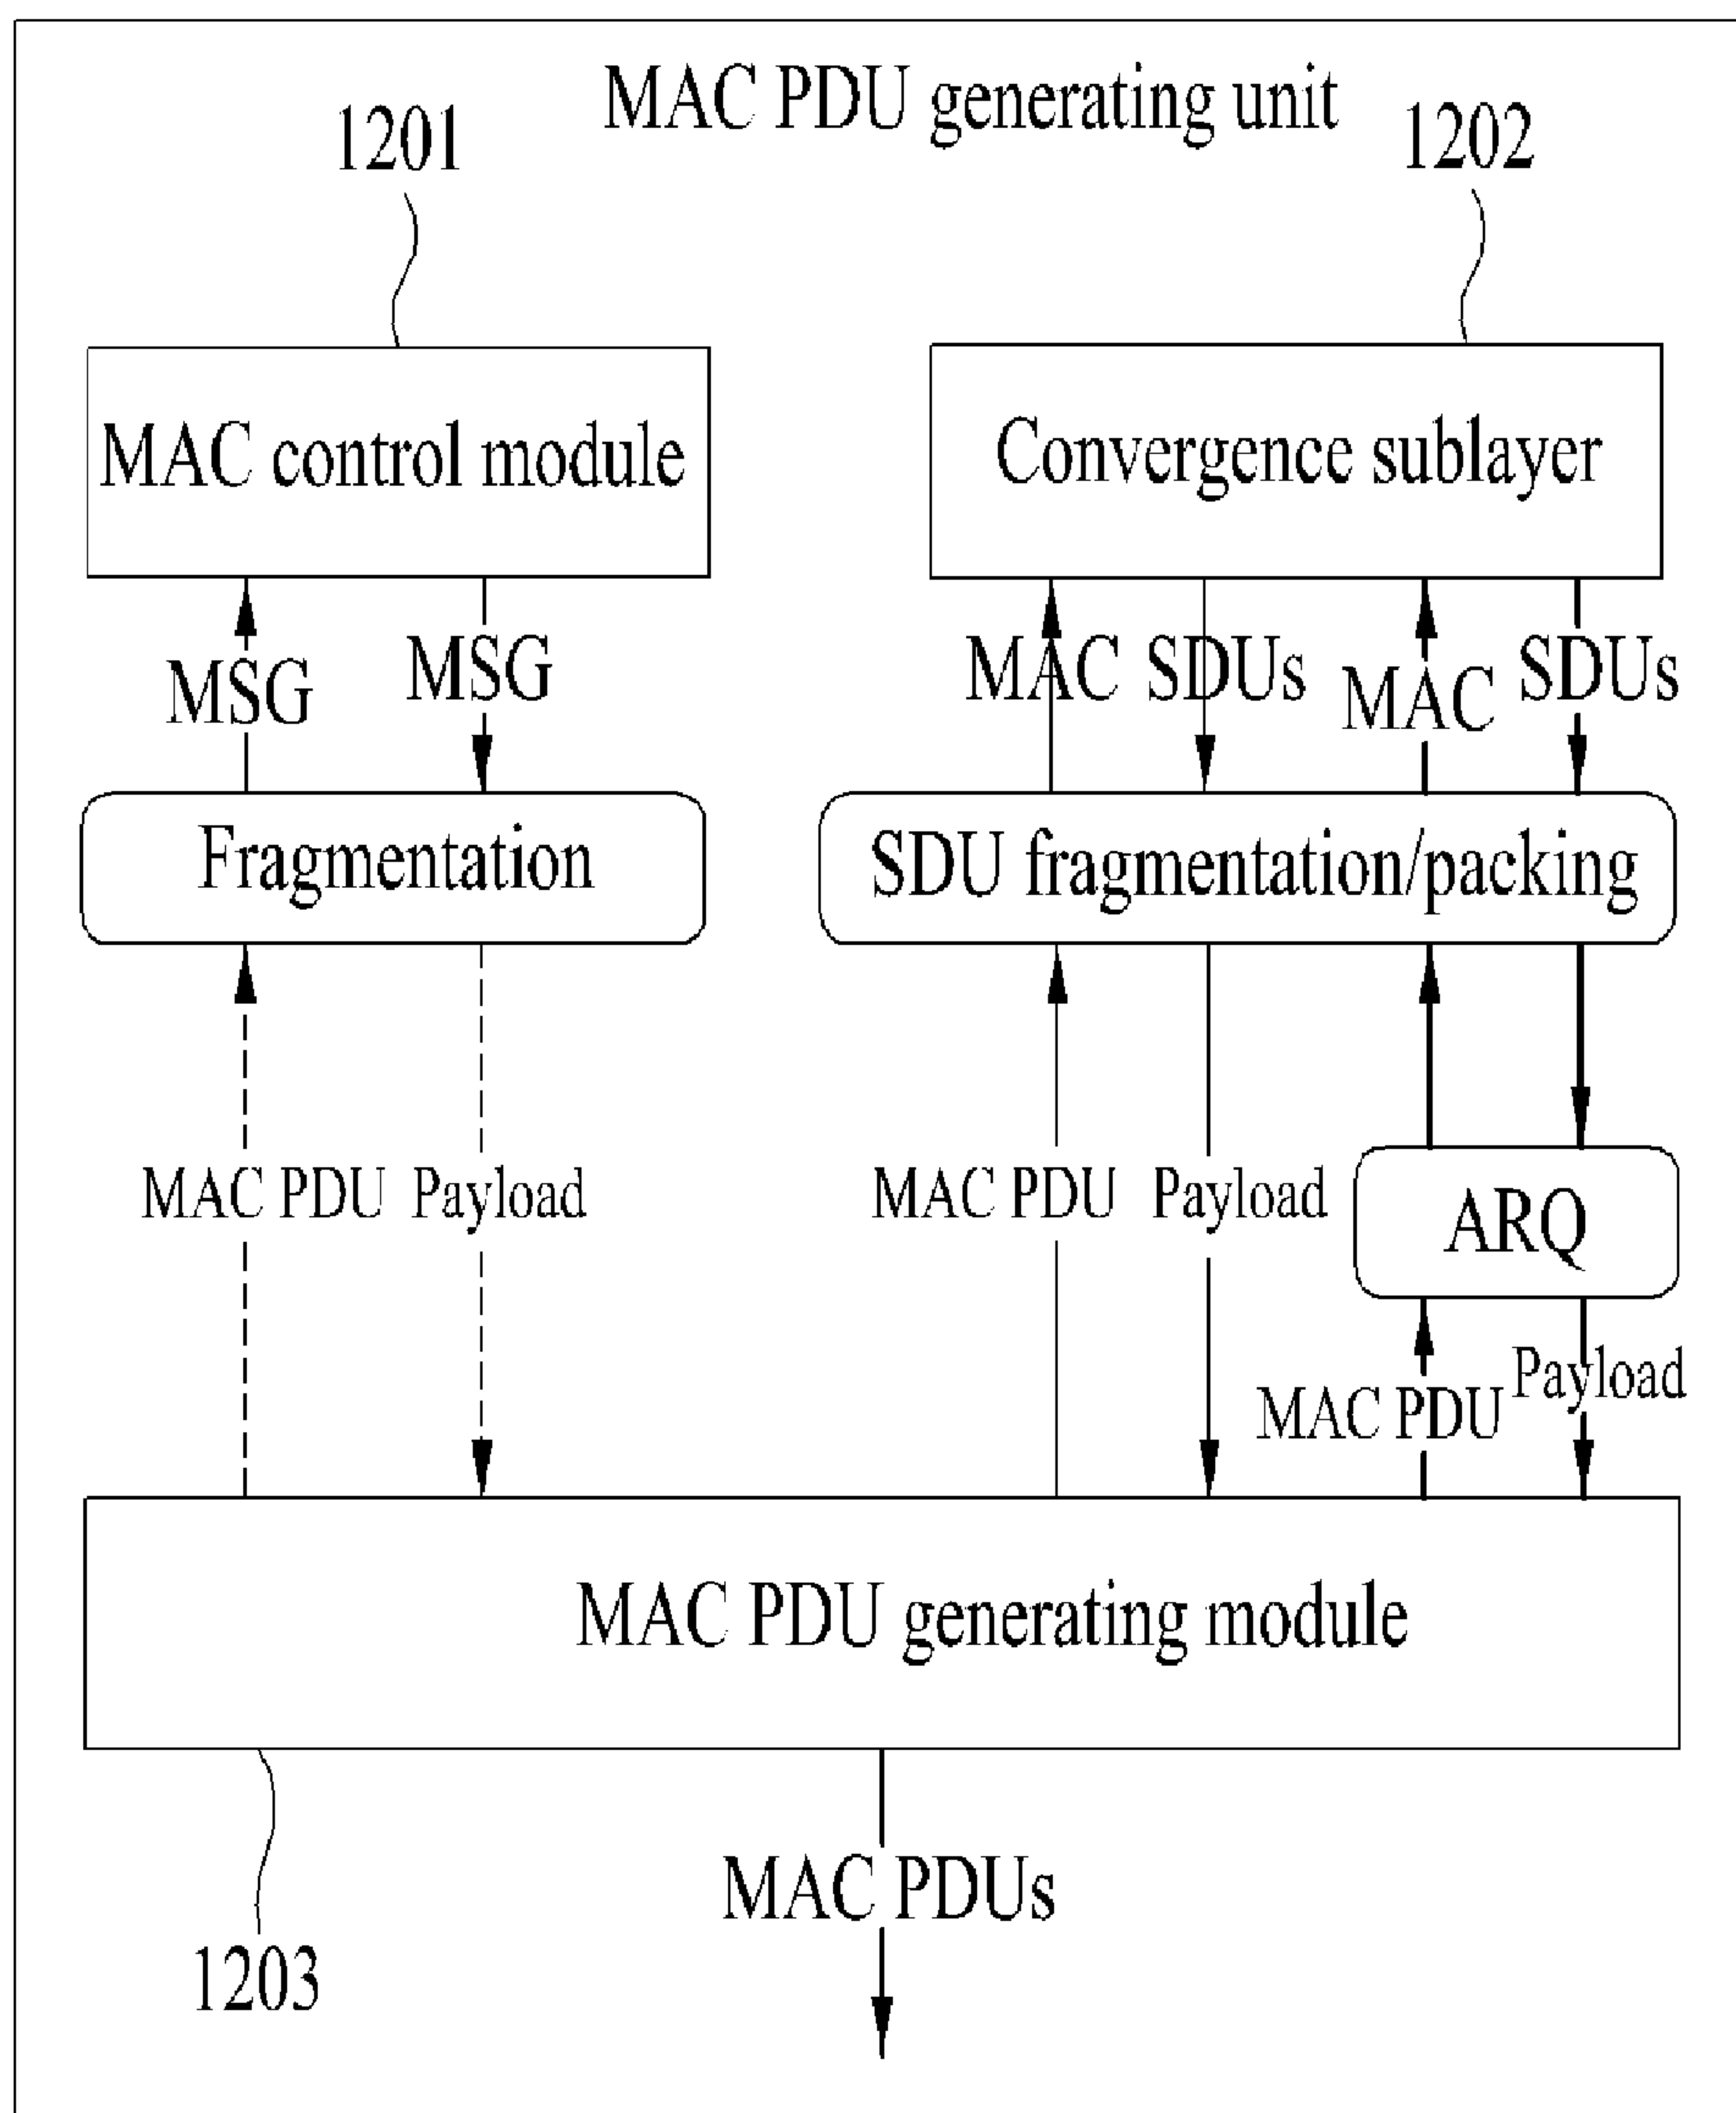 MAC PDU generating unit
1201
1202
MAC control module
Convergence sublayer
MSG
MSG
MAC SDUs
MAC SDUs
Fragmentation
SDU fragmentation/packing
MAC PDU Payload
MAC PDU Payload
ARQ
MAC PDU Payload
MAC PDU generating module
MAC PDUs
1203